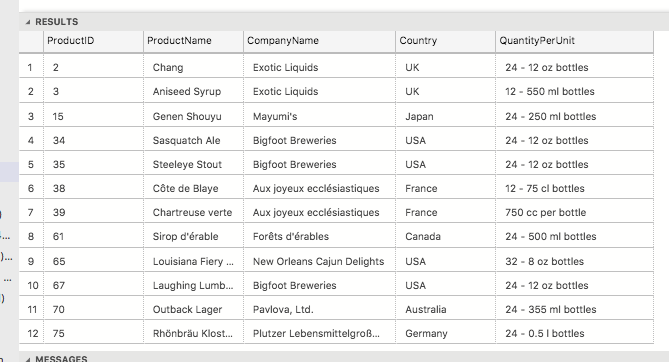 RESULTS
ProductID ProductName CompanyName Country QuantityPerUnit
1 2 Chang Exotic Liquids UK 24 - 12 oz bottles
2 3 Aniseed Syrup Exotic Liquids UK 12 - 550 ml bottles
3 15 Genen Shouyu Mayumi's Japan 24 - 250 ml bottles
4 34 Sasquatch Ale Bigfoot Breweries USA 24 - 12 oz bottles
5 35 Steeleye Stout Bigfoot Breweries USA 24 - 12 oz bottles
6 38 Côte de Blaye Aux joyeux ecclésiastiques France 12 - 75 cl bottles
7 39 Chartreuse verte Aux joyeux ecclésiastiques France 750 cc per bottle
8 61 Sirop d'érable Forêts d'érables Canada 24 - 500 ml bottles
9 65 Louisiana Fiery ... New Orleans Cajun Delights USA 32 - 8 oz bottles
10 67 Laughing Lumb... Bigfoot Breweries USA 24 - 12 oz bottles
11 70 Outback Lager Pavlova, Ltd. Australia 24 - 355 ml bottles
12 75 Rhönbräu Klost... Plutzer Lebensmittelgroß... Germany 24 - 0.5 l bottles
MESSAGES